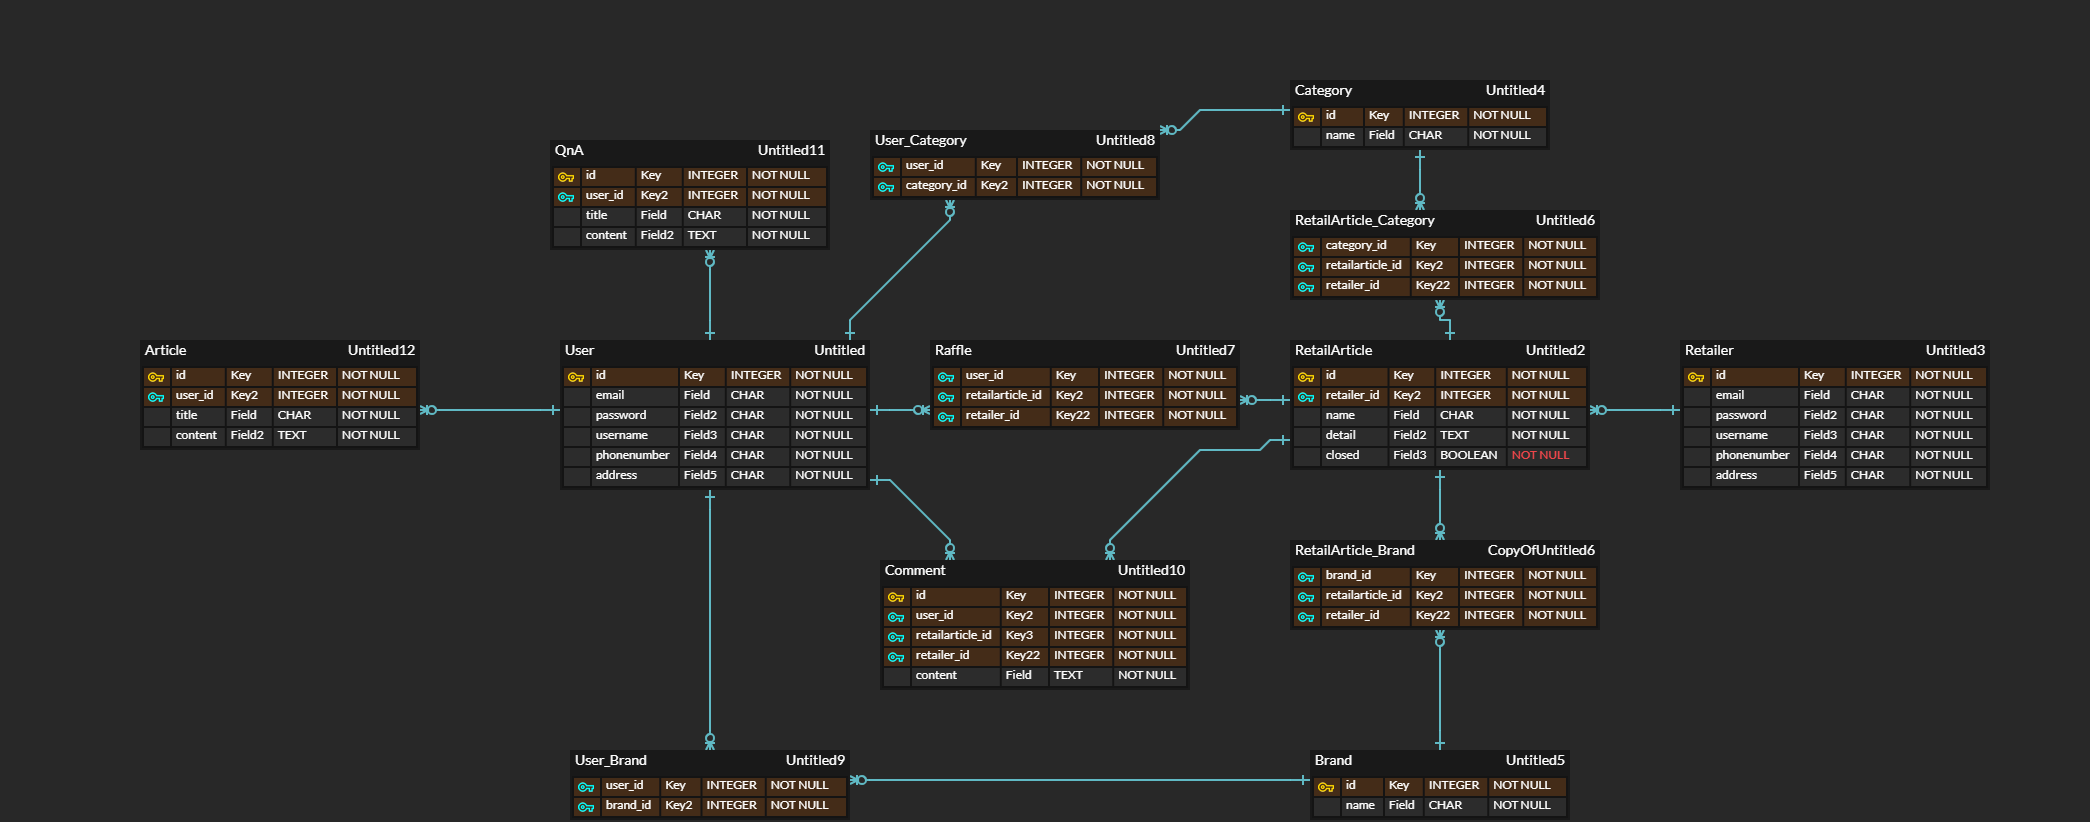 Category Untitled4
id Key INTEGER NOT NULL
name Field CHAR NOT NULL
User_Category Untitled8
user_id Key INTEGER NOT NULL
category_id Key2 INTEGER NOT NULL
QnA Untitled11
id Key INTEGER NOT NULL
user_id Key2 INTEGER NOT NULL
title Field CHAR NOT NULL
content Field2 TEXT NOT NULL
RetailArticle_Category Untitled6
category_id Key INTEGER NOT NULL
retailarticle_id Key2 INTEGER NOT NULL
retailer_id Key22 INTEGER NOT NULL
Article Untitled12
id Key INTEGER NOT NULL
user_id Key2 INTEGER NOT NULL
title Field CHAR NOT NULL
content Field2 TEXT NOT NULL
User Untitled
id Key INTEGER NOT NULL
email Field CHAR NOT NULL
password Field2 CHAR NOT NULL
username Field3 CHAR NOT NULL
phonenumber Field4 CHAR NOT NULL
address Field5 CHAR NOT NULL
Raffle Untitled7
user_id Key INTEGER NOT NULL
retailarticle_id Key2 INTEGER NOT NULL
retailer_id Key22 INTEGER NOT NULL
RetailArticle Untitled2
id Key INTEGER NOT NULL
retailer_id Key2 INTEGER NOT NULL
name Field CHAR NOT NULL
detail Field2 TEXT NOT NULL
closed Field3 BOOLEAN NOT NULL
Retailer Untitled3
id Key INTEGER NOT NULL
email Field CHAR NOT NULL
password Field2 CHAR NOT NULL
username Field3 CHAR NOT NULL
phonenumber Field4 CHAR NOT NULL
address Field5 CHAR NOT NULL
Comment Untitled10
id Key INTEGER NOT NULL
user_id Key2 INTEGER NOT NULL
retailarticle_id Key3 INTEGER NOT NULL
retailer_id Key22 INTEGER NOT NULL
content Field TEXT NOT NULL
RetailArticle_Brand CopyOfUntitled6
brand_id Key INTEGER NOT NULL
retailarticle_id Key2 INTEGER NOT NULL
retailer_id Key22 INTEGER NOT NULL
User_Brand Untitled9
user_id Key INTEGER NOT NULL
brand_id Key2 INTEGER NOT NULL
Brand Untitled5
id Key INTEGER NOT NULL
name Field CHAR NOT NULL